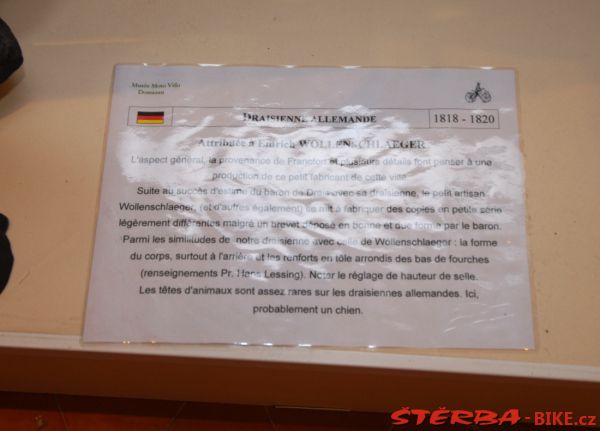 Musée Moto Vélo
Domazan
DRAISIENNE ALLEMANDE
1818 - 1820
Attribuée à Emrich WOLLENSCHLAEGER
L'aspect général, la provenance de Francfort et plusieurs détails font penser à une
production de ce petit fabricant de cette ville.
Suite au succès d'estime du baron de Drais avec sa draisienne, le petit artisan
Wollenschlaeger, (et d'autres également) se mit à fabriquer des copies en petite série
légèrement différentes malgré un brevet déposé en bonne et due forme par le baron.
Parmi les similitudes de notre draisienne avec celle de Wollenschlaeger : la forme
du corps, surtout à l'arrière et les renforts en tôle arrondis des bas de fourches
(renseignements Pr. Hans Lessing). Noter le réglage de hauteur de selle.
Les têtes d'animaux sont assez rares sur les draisiennes allemandes. Ici,
probablement un chien.
ŠTĚRBA-BIKE.cz